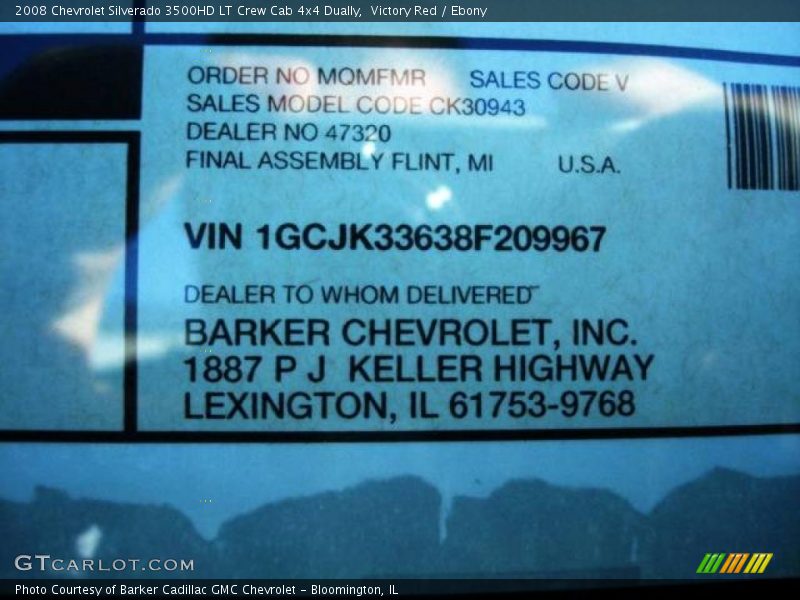 2008 Chevrolet Silverado 3500HD LT Crew Cab 4x4 Dually,  Victory Red / Ebony
ORDER NO MQMFMR    SALES CODE V
SALES MODEL CODE CK30943
DEALER NO 47320
FINAL ASSEMBLY FLINT, MI    U.S.A.
VIN 1GCJK33638F209967
DEALER TO WHOM DELIVERED
BARKER CHEVROLET, INC.
1887 P J  KELLER HIGHWAY
LEXINGTON, IL 61753-9768
GTCARLOT.COM
Photo Courtesy of Barker Cadillac GMC Chevrolet - Bloomington, IL